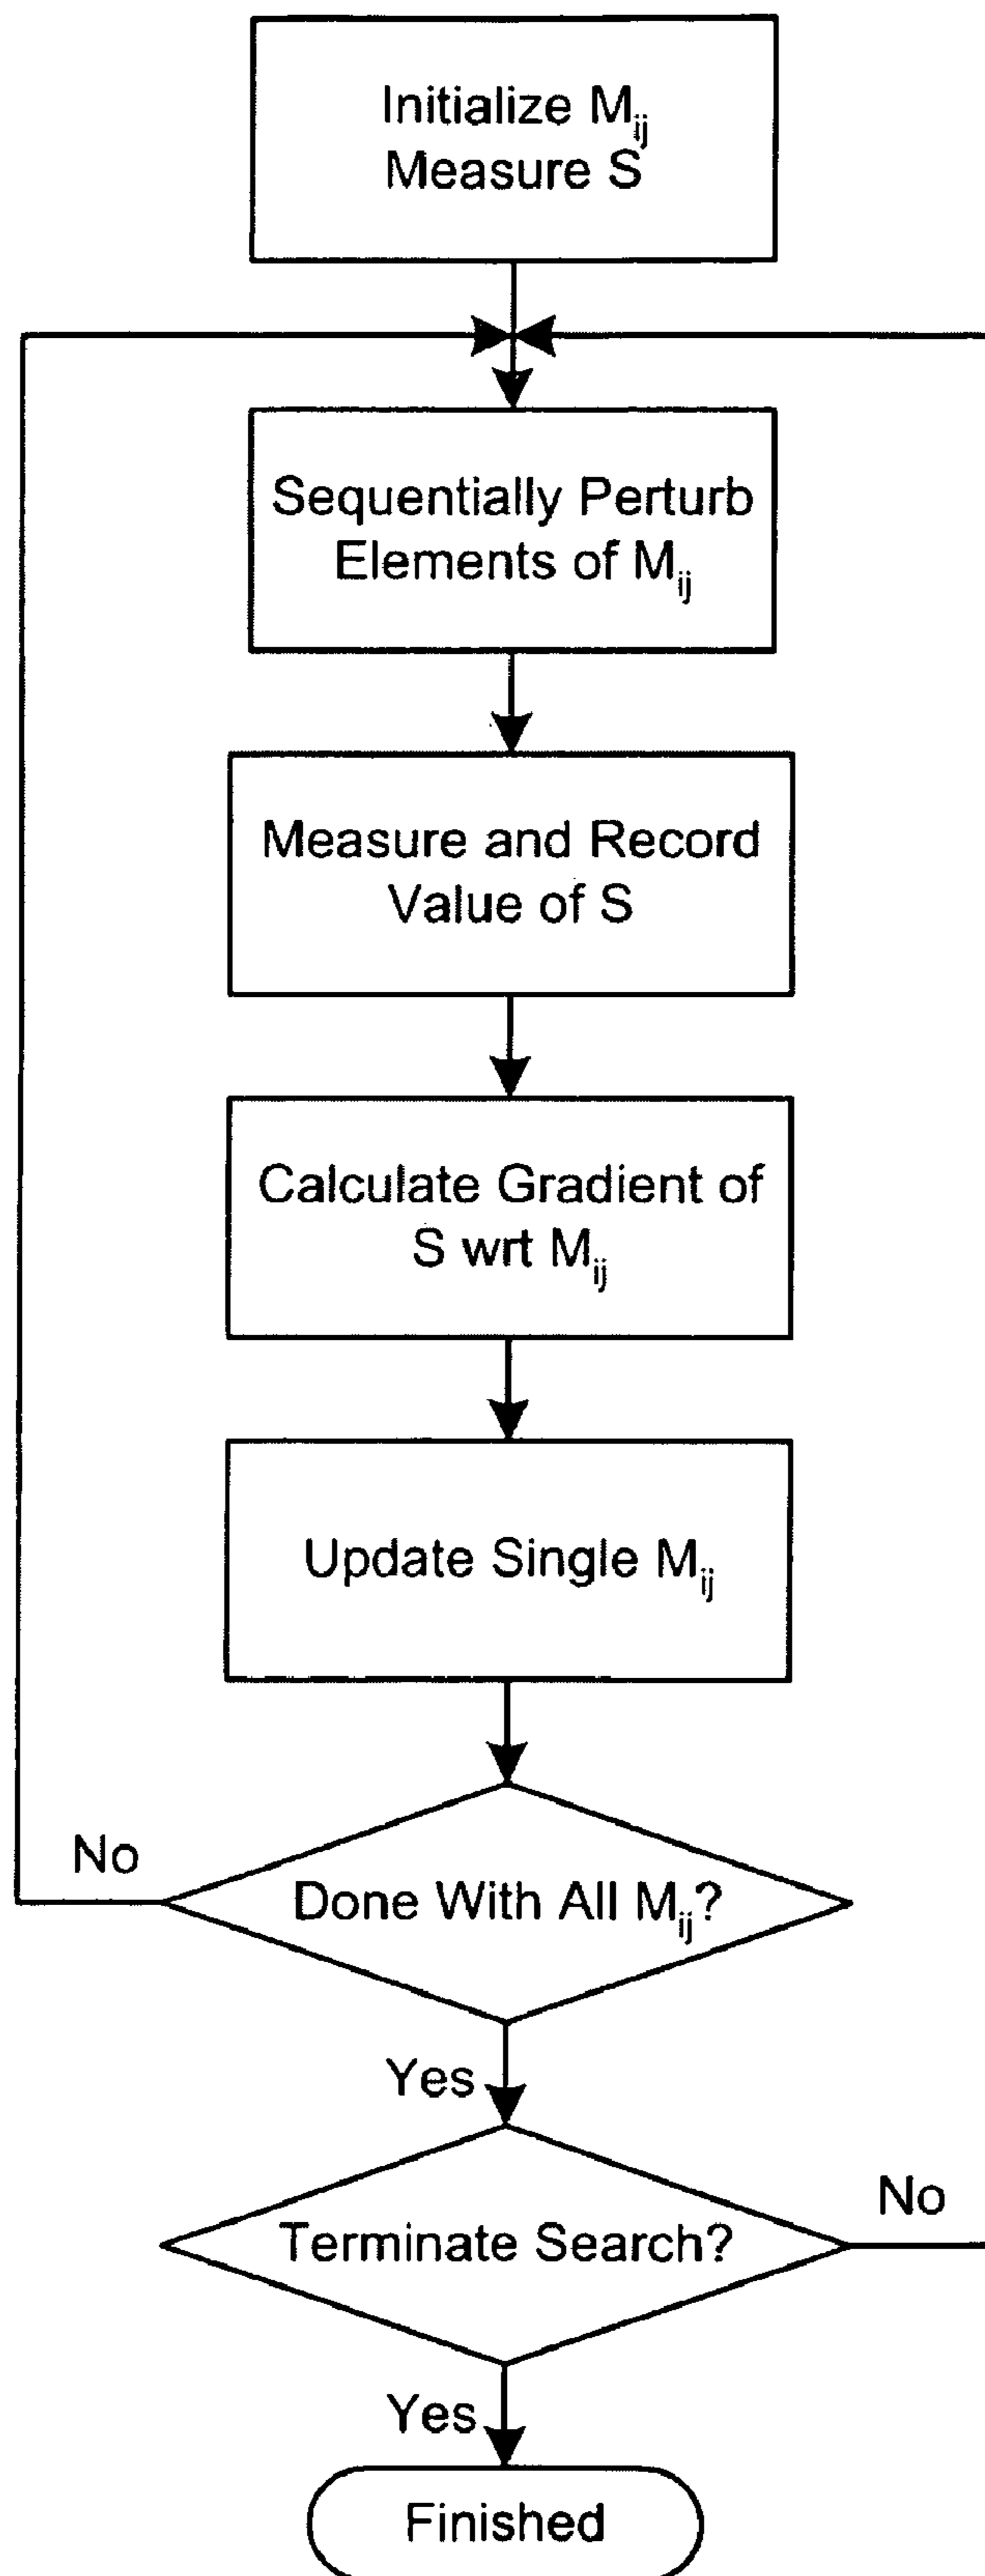 Initialize M_ij
Measure S
Sequentially Perturb
Elements of M_ij
Measure and Record
Value of S
Calculate Gradient of
S wrt M_ij
Update Single M_ij
No
Done With All M_ij?
Yes
No
Terminate Search?
Yes
Finished